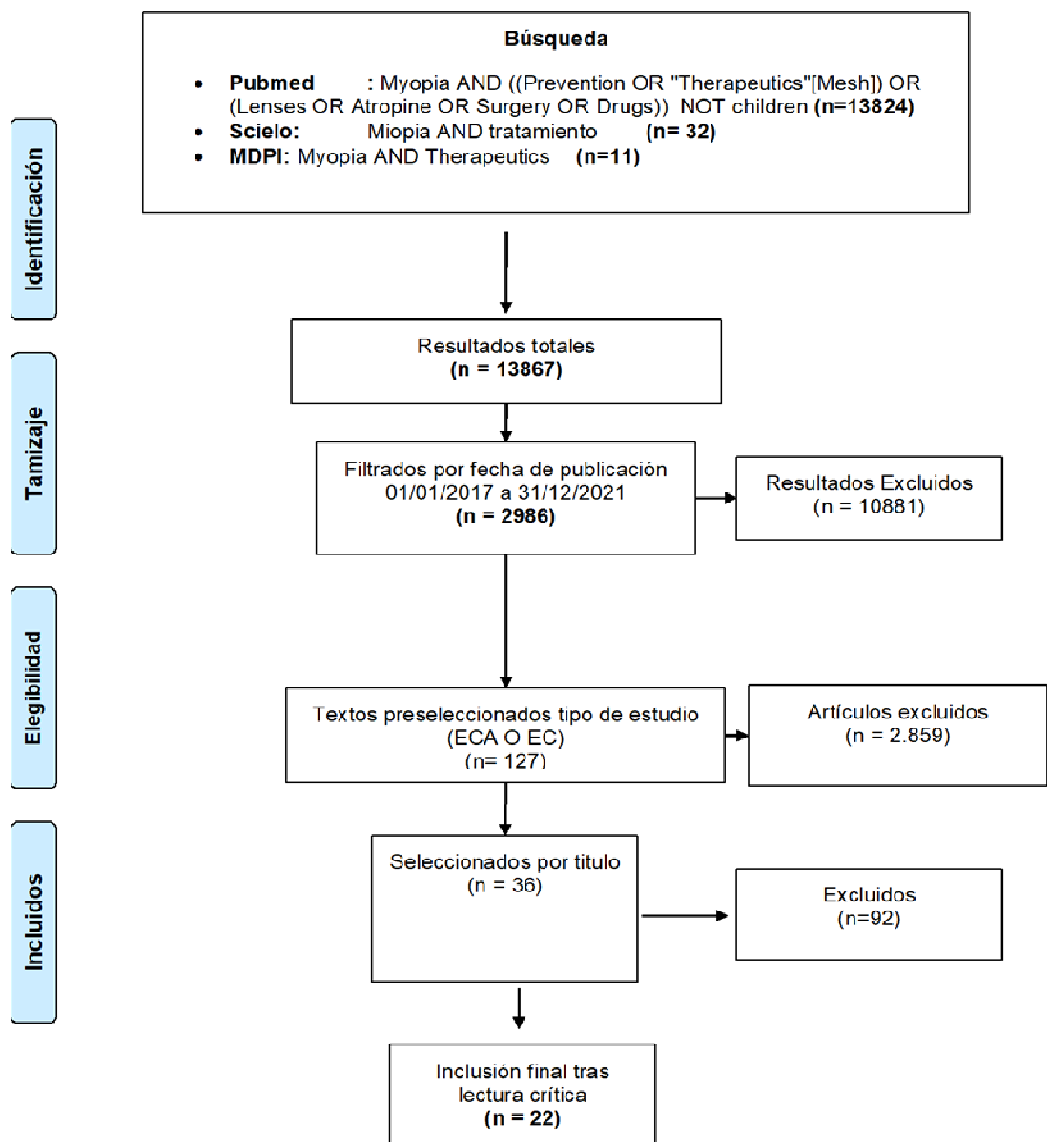 Búsqueda
• Pubmed : Myopia AND ((Prevention OR "Therapeutics"[Mesh]) OR
(Lenses OR Atropine OR Surgery OR Drugs)) NOT children (n=13824)
• Scielo: Miopia AND tratamiento (n= 32)
• MDPI: Myopia AND Therapeutics (n=11)
Identificación
Resultados totales
(n = 13867)
Tamizaje
Filtrados por fecha de publicación
01/01/2017 a 31/12/2021
(n = 2986)
Resultados Excluidos
(n = 10881)
Elegibilidad
Textos preseleccionados tipo de estudio
(ECA O EC)
(n= 127)
Artículos excluidos
(n = 2.859)
Incluidos
Seleccionados por titulo
(n = 36)
Excluidos
(n=92)
Inclusión final tras
lectura crítica
(n = 22)